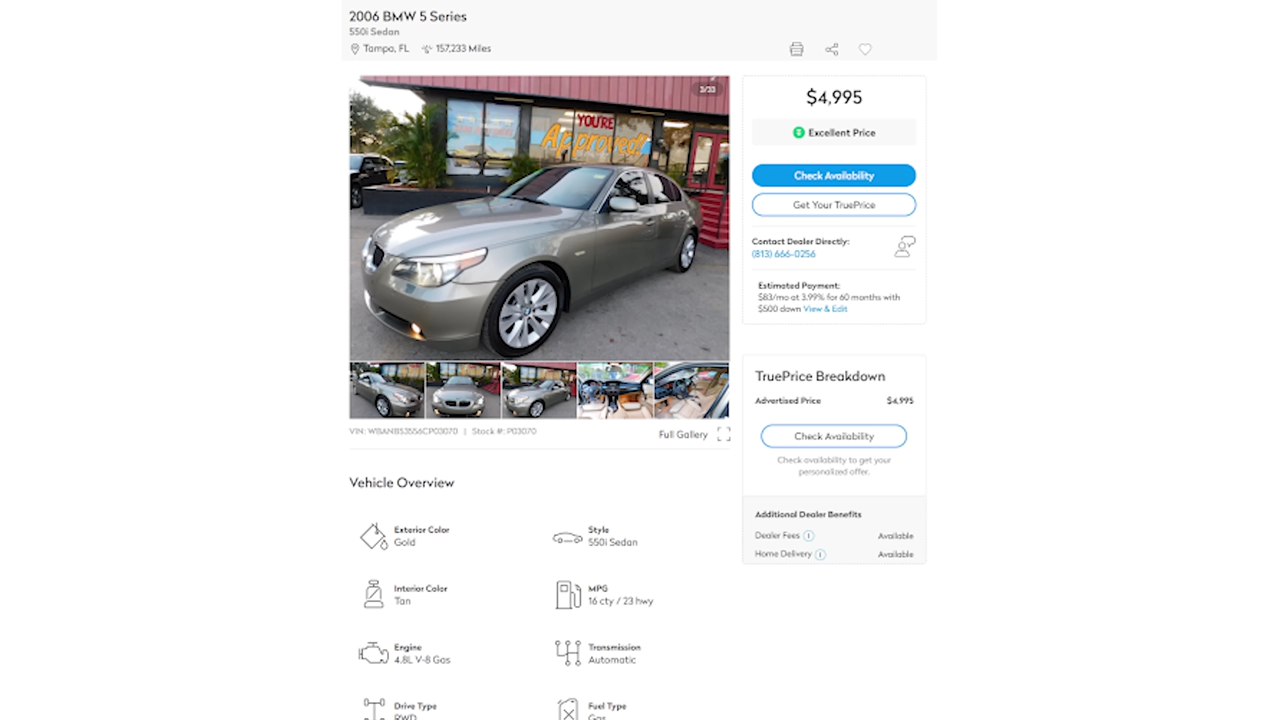 2006 BMW 5 Series
550i Sedan
Tampa, FL 157,233 Miles
3/33
YOU'RE
Approved!
$4,995
Excellent Price
Check Availability
Get Your TruePrice
Contact Dealer Directly:
(813) 666-0256
Estimated Payment:
$83/mo at 3.99% for 60 months with
$500 down View & Edit
VIN: WBANB53556CP03070 | Stock #: P03070
Full Gallery
TruePrice Breakdown
Advertised Price $4,995
Check Availability
Check availability to get your
personalized offer.
Additional Dealer Benefits
Dealer Fees Available
Home Delivery Available
Vehicle Overview
Exterior Color
Gold
Style
550i Sedan
Interior Color
Tan
MPG
16 cty / 23 hwy
Engine
4.8L V-8 Gas
Transmission
Automatic
Drive Type
RWD
Fuel Type
Gas